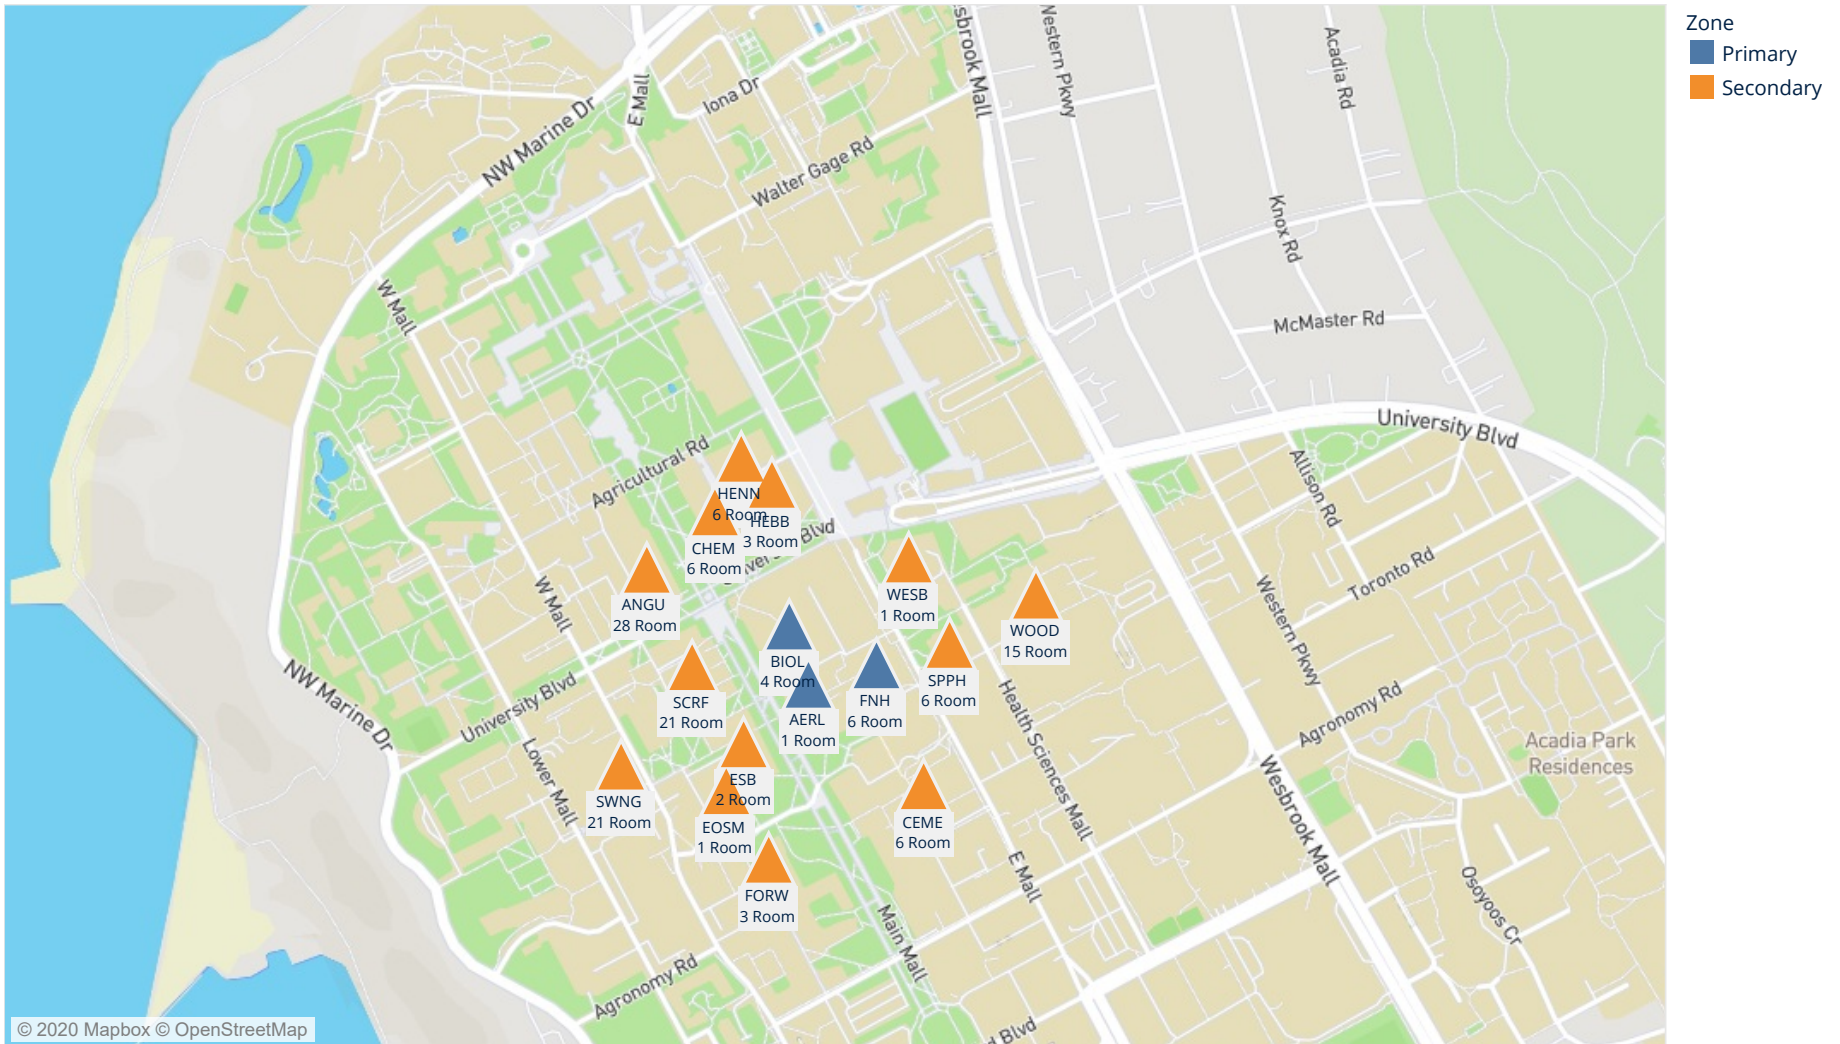 Zone
Primary
Secondary
sbrook Mall
Western Pkwy
Acadia Rd
E Mall
Iona Dr
NW Marine Dr
Walter Gage Rd
Knox Rd
W Mall
McMaster Rd
University Blvd
Agricultural Rd
Allison Rd
HENN
6 Room
HEBB
3 Room
CHEM
6 Room
Blvd
W Mall
ANGU
28 Room
WESB
1 Room
WOOD
15 Room
Toronto Rd
Western Pkwy
BIOL
4 Room
AERL
1 Room
FNH
6 Room
SPPH
6 Room
SCRF
21 Room
NW Marine Dr
University Blvd
Health Sciences Mall
Agronomy Rd
Acadia Park
Residences
Lower Mall
SWNG
21 Room
ESB
2 Room
EOSM
1 Room
CEME
6 Room
Wesbrook Mall
FORW
3 Room
E Mall
Osoyoos Cr
Main Mall
Agronomy Rd
d Blvd
© 2020 Mapbox © OpenStreetMap